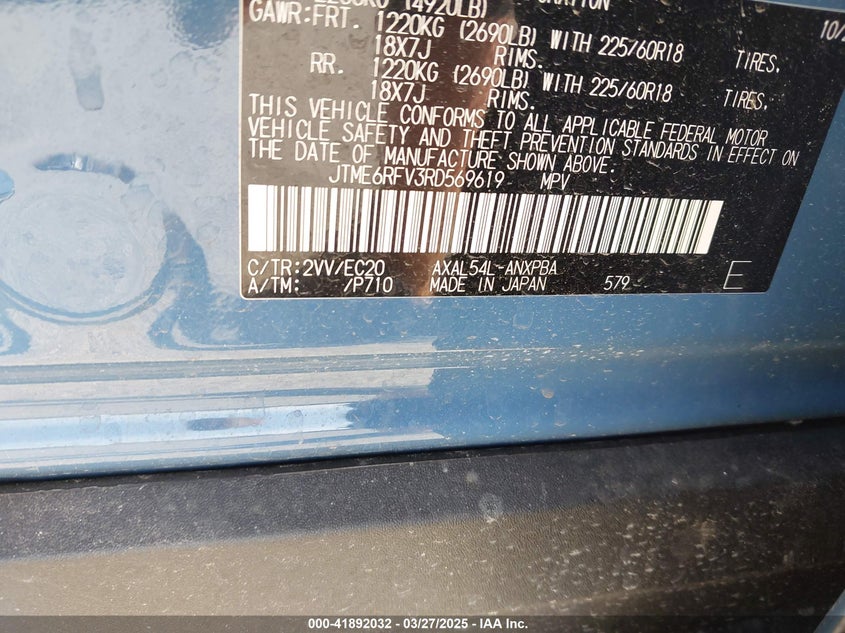 (4920LB)
GAWR:FRT. 1220KG (2690LB) WITH 225/60R18 TIRES.
18X7J RIMS.
RR. 1220KG (2690LB) WITH 225/60R18 TIRES.
18X7J RIMS.
THIS VEHICLE CONFORMS TO ALL APPLICABLE FEDERAL MOTOR
VEHICLE SAFETY AND THEFT PREVENTION STANDARDS IN EFFECT ON
THE DATE OF MANUFACTURE SHOWN ABOVE.
JTME6RFV3RD569619 MPV
C/TR:2VV/EC20 AXAL54L-ANXPBA
A/TM: /P710 MADE IN JAPAN 579 E
000-41892032 — 03/27/2025 — IAA Inc.